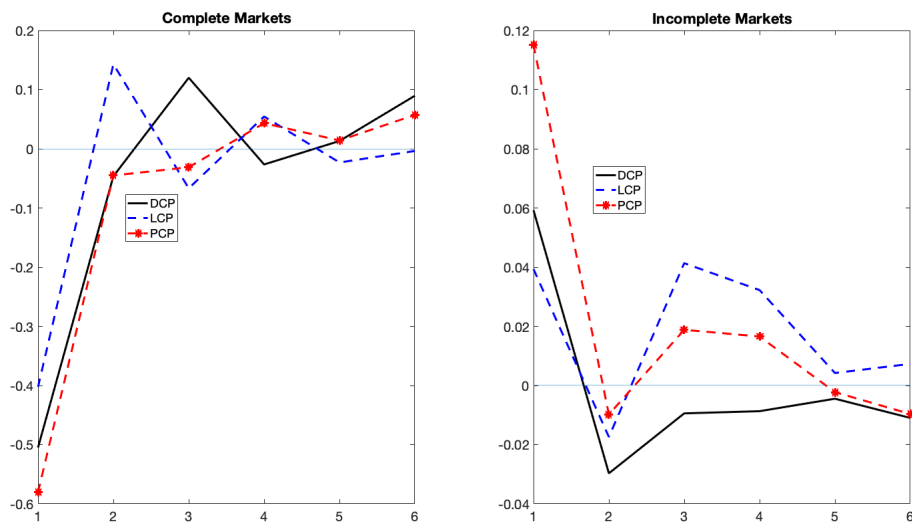 Complete Markets
0.2
0.1
0
-0.1
-0.2
-0.3
-0.4
-0.5
-0.6
1 2 3 4 5 6
DCP
LCP
PCP
Incomplete Markets
0.12
0.1
0.08
0.06
0.04
0.02
0
-0.02
-0.04
1 2 3 4 5 6
DCP
LCP
PCP